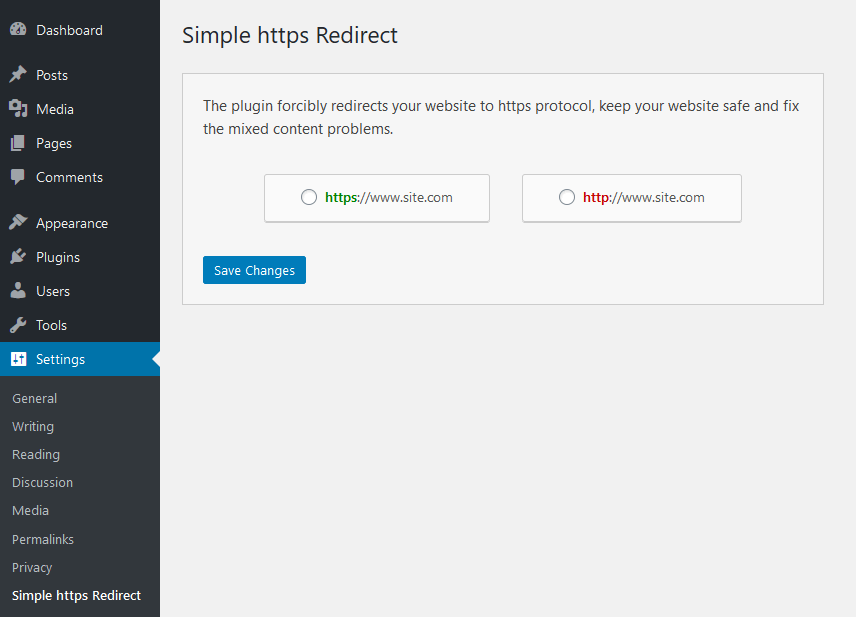 Dashboard
Posts
Media
Pages
Comments
Appearance
Plugins
Users
Tools
Settings
General
Writing
Reading
Discussion
Media
Permalinks
Privacy
Simple https Redirect
Simple https Redirect
The plugin forcibly redirects your website to https protocol, keep your website safe and fix
the mixed content problems.
https://www.site.com
http://www.site.com
Save Changes